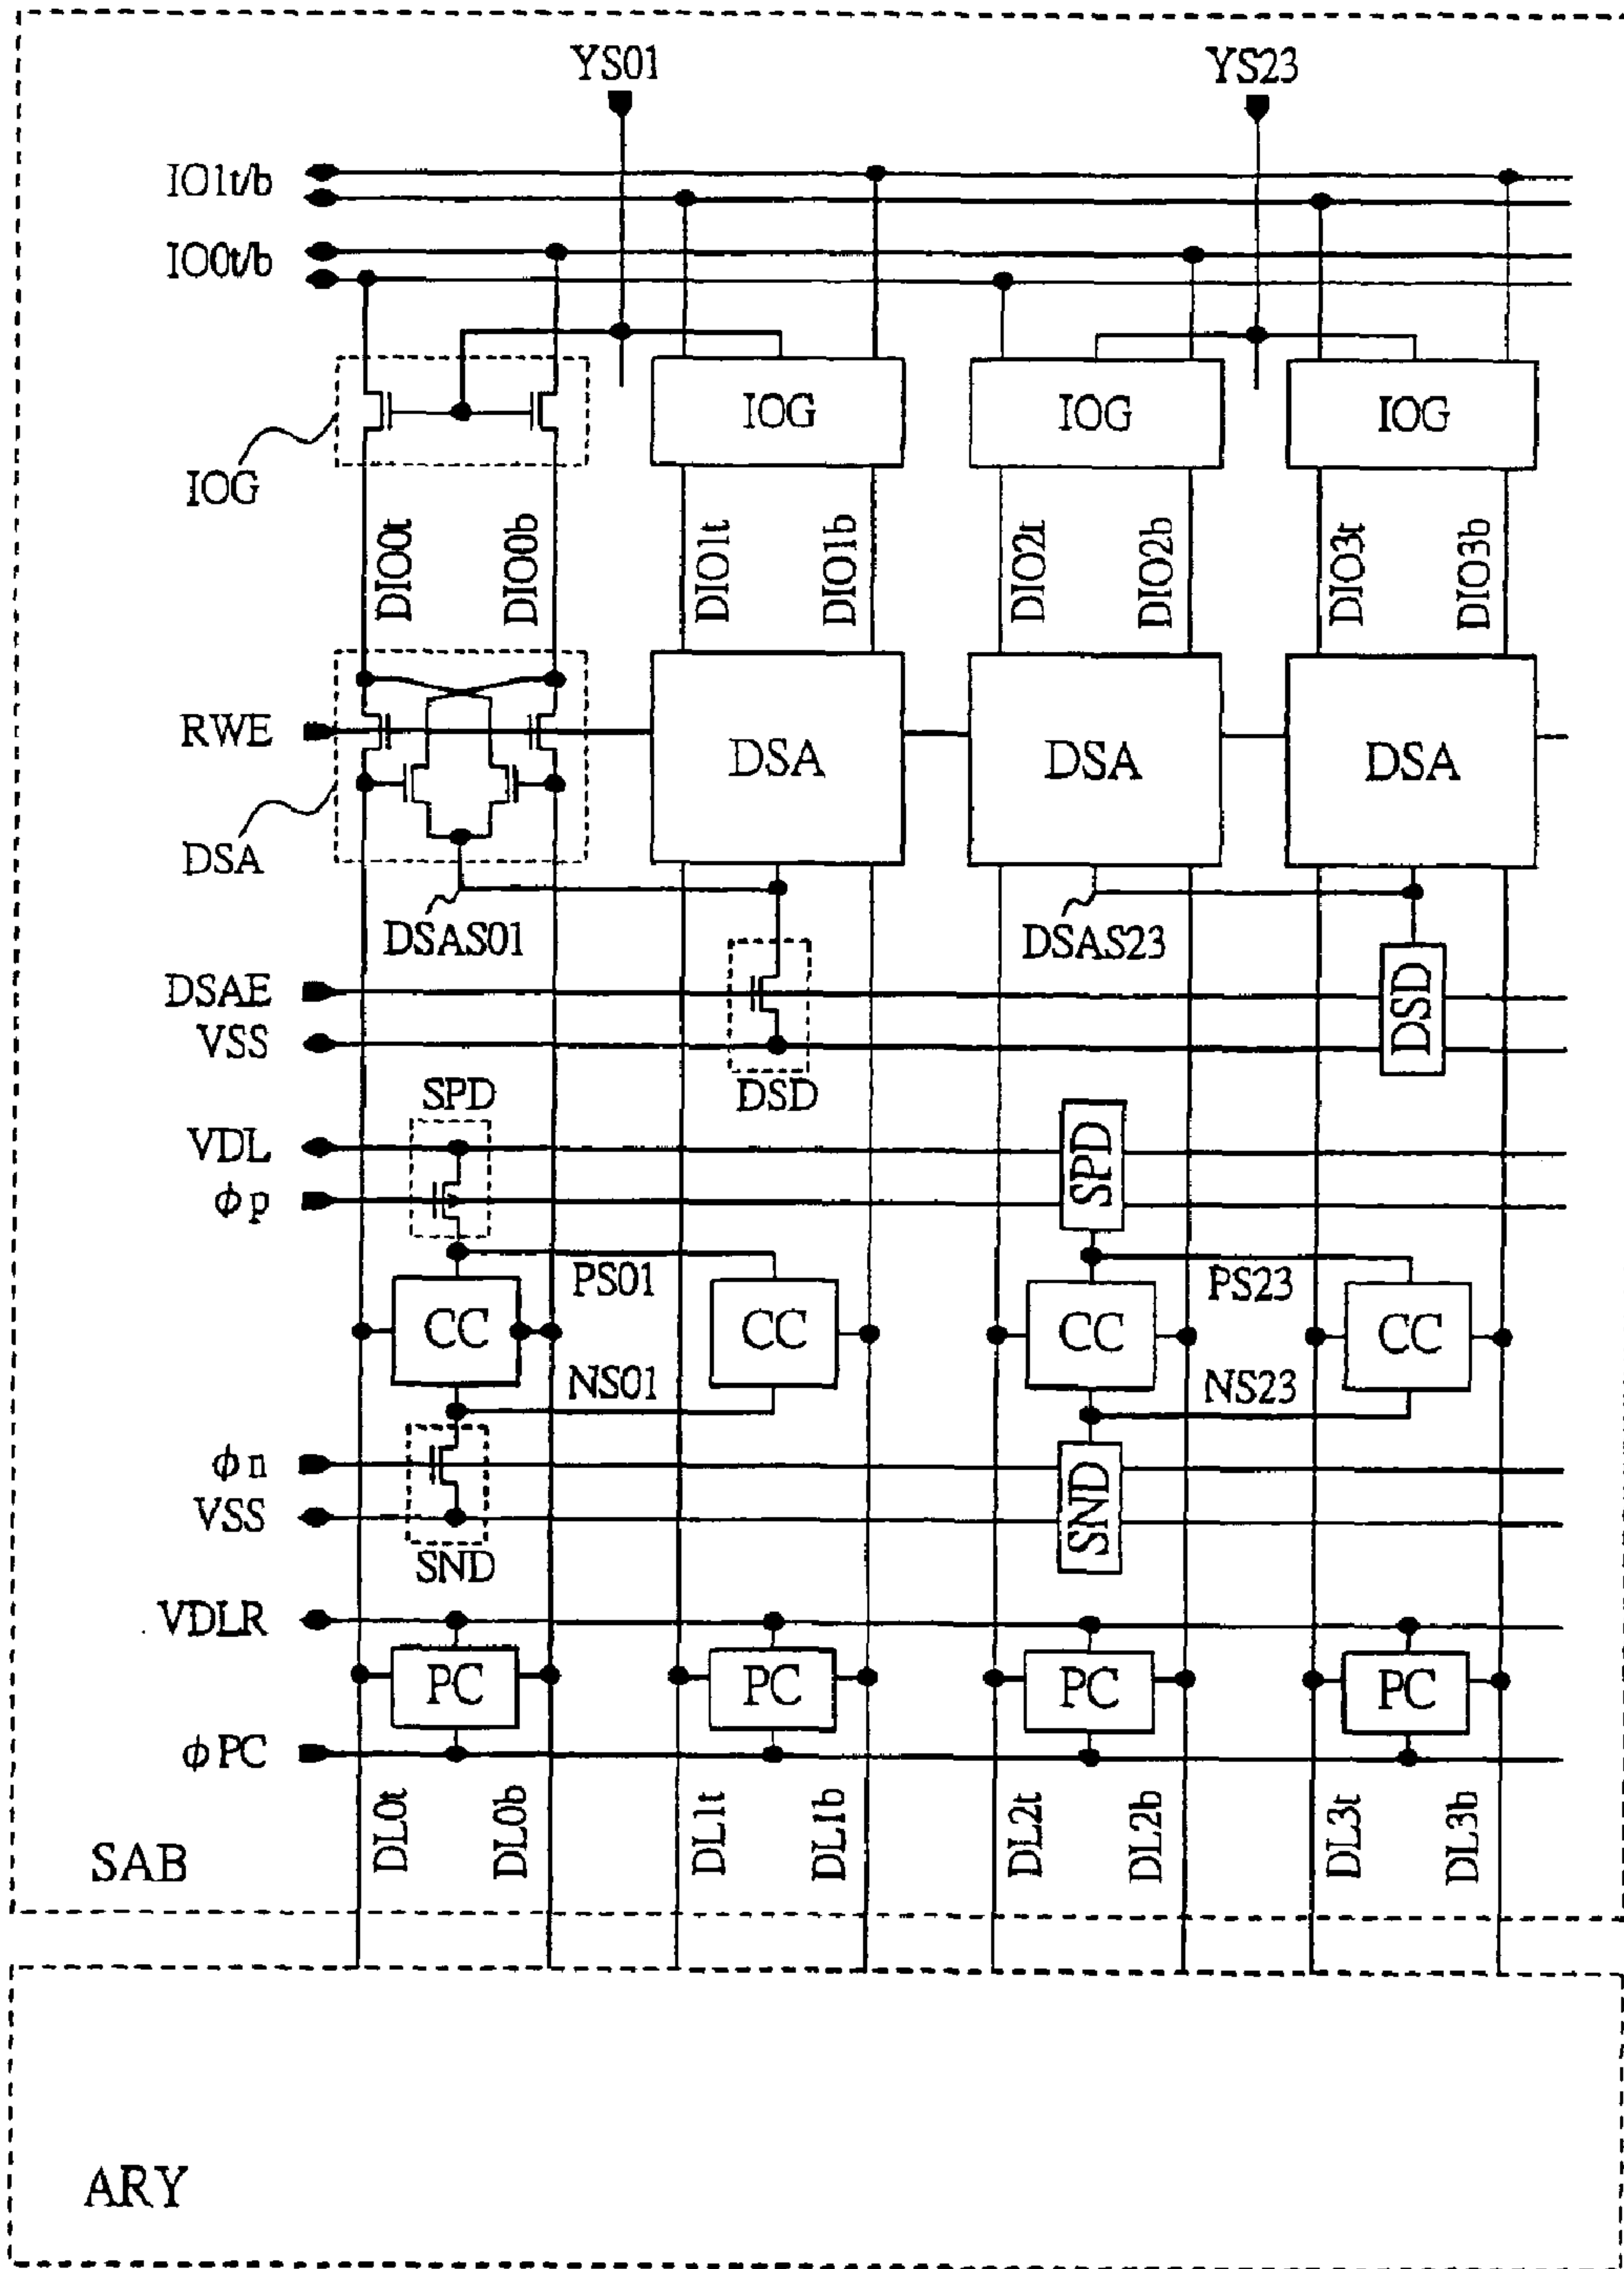 YS01 YS23
IO1t/b
IO0t/b
IOG IOG IOG
IOG
DIO0t DIO0b DIO1t DIO1b DIO2t DIO2b DIO3t DIO3b
RWE DSA DSA DSA
DSA
DSAS01 DSAS23
DSAE DSD
VSS
SPD DSD
VDL SPD
ϕp
PS01 PS23
CC CC CC CC
NS01 NS23
ϕn SND
VSS
SND
VDLR
PC PC PC PC
ϕPC
DL0t DL0b DL1t DL1b DL2t DL2b DL3t DL3b
SAB
ARY